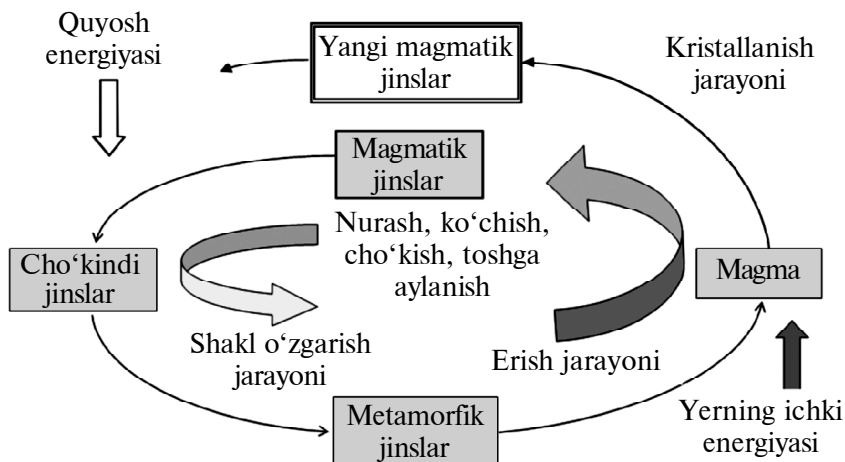 Quyosh
energiyasi
Yangi magmatik
jinslar
Kristallanish
jarayoni
Magmatik
jinslar
Nurash, ko‘chish,
cho‘kish, toshga
aylanish
Cho‘kindi
jinslar
Magma
Shakl o‘zgarish
jarayoni
Erish jarayoni
Metamorfik
jinslar
Yerning ichki
energiyasi